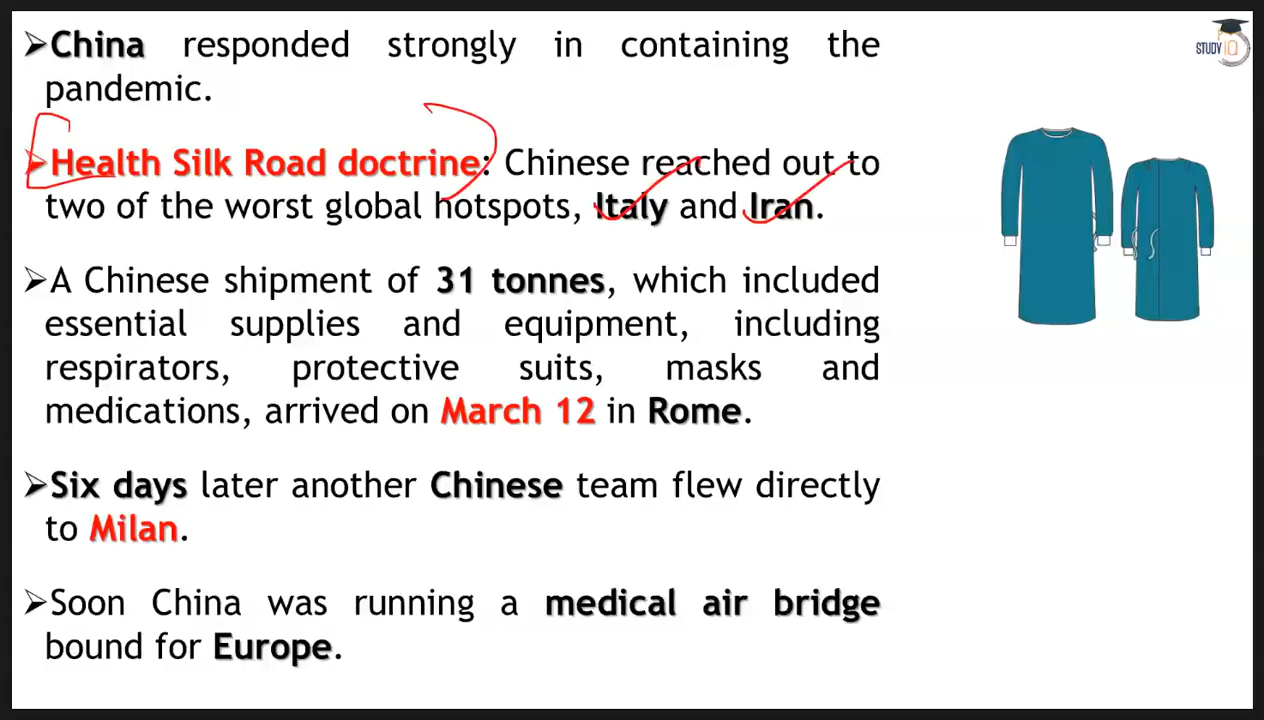 ➤China responded strongly in containing the
pandemic.
➤Health Silk Road doctrine: Chinese reached out to
two of the worst global hotspots, Italy and Iran.
➤A Chinese shipment of 31 tonnes, which included
essential supplies and equipment, including
respirators, protective suits, masks and
medications, arrived on March 12 in Rome.
➤Six days later another Chinese team flew directly
to Milan.
➤Soon China was running a medical air bridge
bound for Europe.
STUDY IQ